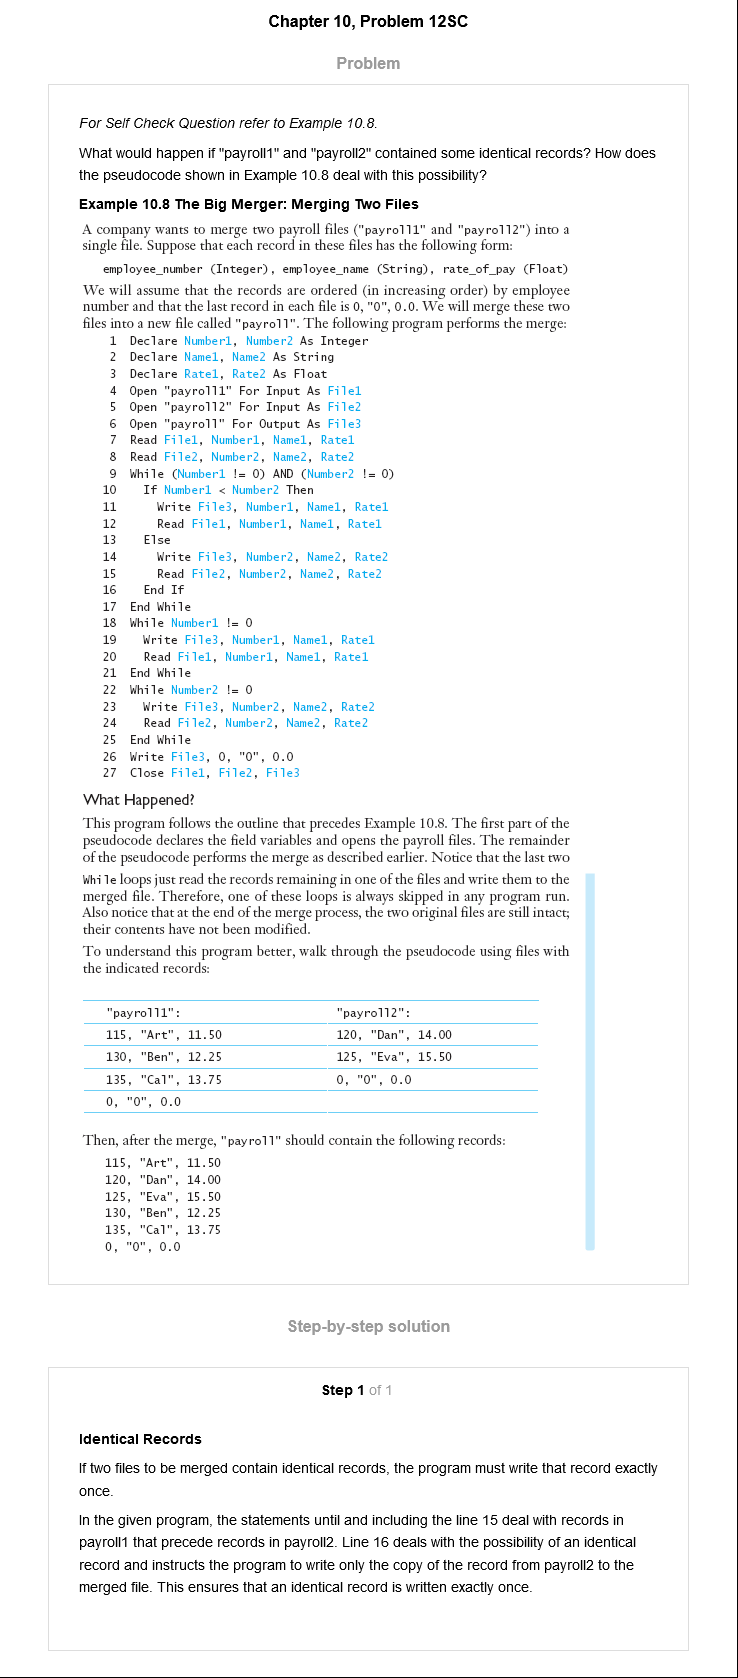 Chapter 10, Problem 12SC
Problem
For Self Check Question refer to Example 10.8.
What would happen if "payroll1" and "payroll2" contained some identical records? How does
the pseudocode shown in Example 10.8 deal with this possibility?
Example 10.8 The Big Merger: Merging Two Files
A company wants to merge two payroll files ("payroll1" and "payroll2") into a
single file. Suppose that each record in these files has the following form:
employee_number (Integer), employee_name (String), rate_of_pay (Float)
We will assume that the records are ordered (in increasing order) by employee
number and that the last record in each file is 0, "0", 0.0. We will merge these two
files into a new file called "payroll". The following program performs the merge:
1 Declare Number1, Number2 As Integer
2 Declare Name1, Name2 As String
3 Declare Rate1, Rate2 As Float
4 Open "payroll1" For Input As File1
5 Open "payroll2" For Input As File2
6 Open "payroll" For Output As File3
7 Read File1, Number1, Name1, Rate1
8 Read File2, Number2, Name2, Rate2
9 While (Number1 != 0) AND (Number2 != 0)
10 If Number1 < Number2 Then
11 Write File3, Number1, Name1, Rate1
12 Read File1, Number1, Name1, Rate1
13 Else
14 Write File3, Number2, Name2, Rate2
15 Read File2, Number2, Name2, Rate2
16 End If
17 End While
18 While Number1 != 0
19 Write File3, Number1, Name1, Rate1
20 Read File1, Number1, Name1, Rate1
21 End While
22 While Number2 != 0
23 Write File3, Number2, Name2, Rate2
24 Read File2, Number2, Name2, Rate2
25 End While
26 Write File3, 0, "0", 0.0
27 Close File1, File2, File3
What Happened?
This program follows the outline that precedes Example 10.8. The first part of the
pseudocode declares the field variables and opens the payroll files. The remainder
of the pseudocode performs the merge as described earlier. Notice that the last two
While loops just read the records remaining in one of the files and write them to the
merged file. Therefore, one of these loops is always skipped in any program run.
Also notice that at the end of the merge process, the two original files are still intact;
their contents have not been modified.
To understand this program better, walk through the pseudocode using files with
the indicated records:
"payroll1": "payroll2":
115, "Art", 11.50 120, "Dan", 14.00
130, "Ben", 12.25 125, "Eva", 15.50
135, "Cal", 13.75 0, "0", 0.0
0, "0", 0.0
Then, after the merge, "payroll" should contain the following records:
115, "Art", 11.50
120, "Dan", 14.00
125, "Eva", 15.50
130, "Ben", 12.25
135, "Cal", 13.75
0, "0", 0.0
Step-by-step solution
Step 1 of 1
Identical Records
If two files to be merged contain identical records, the program must write that record exactly
once.
In the given program, the statements until and including the line 15 deal with records in
payroll1 that precede records in payroll2. Line 16 deals with the possibility of an identical
record and instructs the program to write only the copy of the record from payroll2 to the
merged file. This ensures that an identical record is written exactly once.